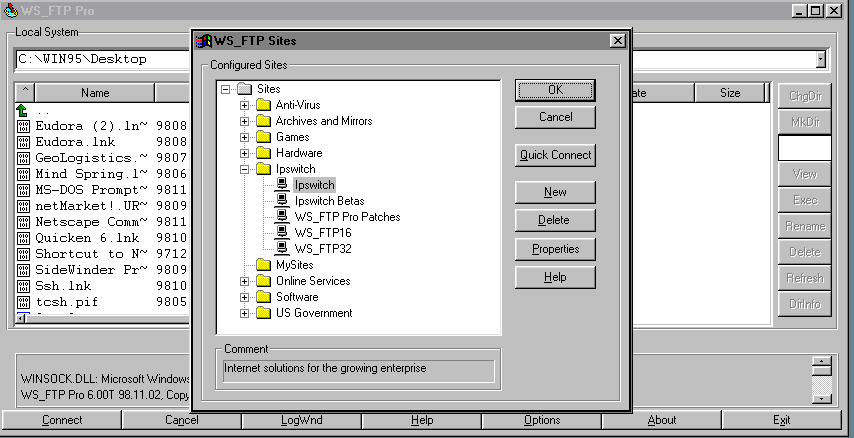 WS_FTP Pro
Local System
C:\WIN95\Desktop
^ Name
ate Size
..
Eudora (2).ln~ 9808
Eudora.lnk 9808
GeoLogistics.~ 9807
Mind Spring.l~ 9806
MS-DOS Prompt~ 9811
netMarket!.UR~ 9809
Netscape Comm~ 9811
Quicken 6.lnk 9810
Shortcut to N~ 9712
SideWinder Pr~ 9809
Ssh.lnk 9810
tcsh.pif 9805
ChgDir
MkDir
View
Exec
Rename
Delete
Refresh
DirInfo
WS_FTP Sites
Configured Sites
Sites
Anti-Virus
Archives and Mirrors
Games
Hardware
Ipswitch
Ipswitch
Ipswitch Betas
WS_FTP Pro Patches
WS_FTP16
WS_FTP32
MySites
Online Services
Software
US Government
OK
Cancel
Quick Connect
New
Delete
Properties
Help
Comment
Internet solutions for the growing enterprise
WINSOCK.DLL: Microsoft Windows
WS_FTP Pro 6.00T 98.11.02, Copy
Connect Cancel LogWnd Help Options About Exit